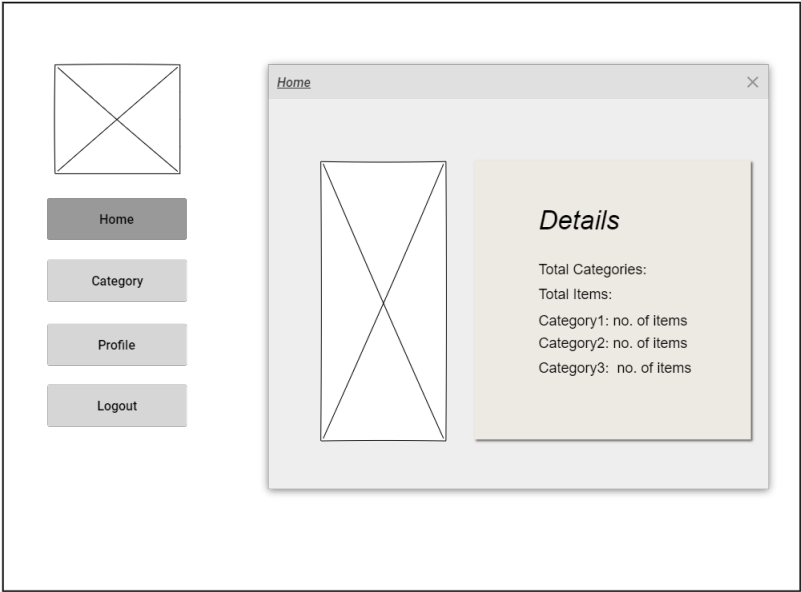 Home
Category
Profile
Logout
Home
Details
Total Categories:
Total Items:
Category1: no. of items
Category2: no. of items
Category3:  no. of items